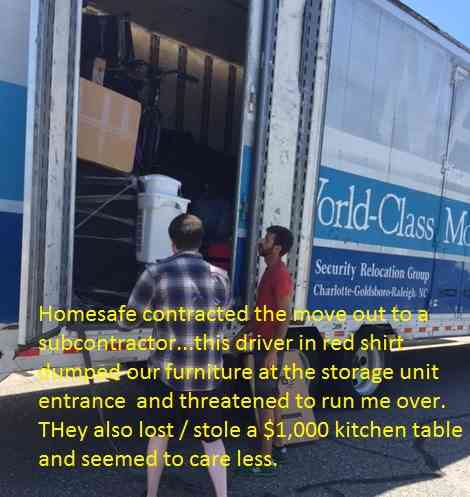 orld-Class Mo
Security Relocation Group
Charlotte-Goldsboro-Raleigh, NC
Homesafe contracted the move out to a
subcontractor...this driver in red shirt
dumped our furniture at the storage unit
entrance and threatened to run me over.
THey also lost / stole a $1,000 kitchen table
and seemed to care less.